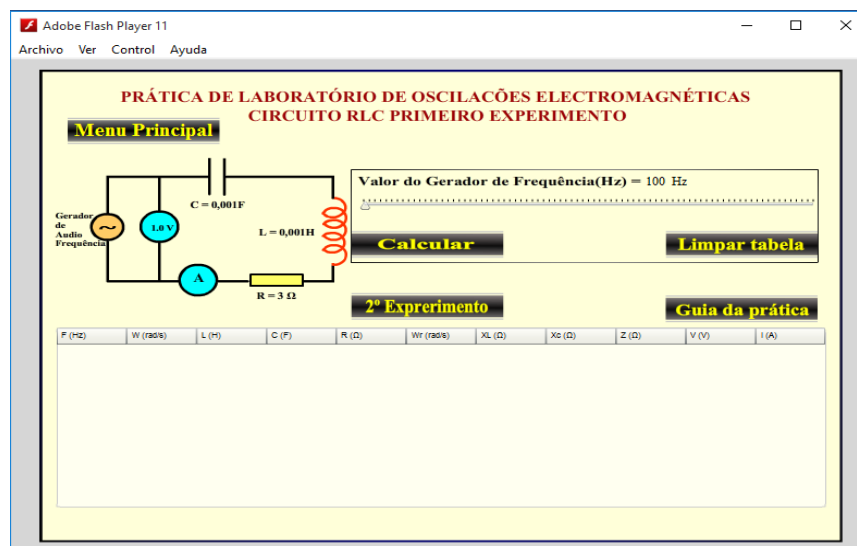 Adobe Flash Player 11
Archivo Ver Control Ayuda
PRÁTICA DE LABORATÓRIO DE OSCILACÕES ELECTROMAGNÉTICAS
CIRCUITO RLC PRIMEIRO EXPERIMENTO
Menu Principal
C = 0,001F
Gerador
de
Audio
Frequência
1.0 V
L = 0,001H
A
R = 3 Ω
Valor do Gerador de Frequência(Hz) = 100 Hz
Calcular
Limpar tabela
2º Exprerimento
Guia da prática
F (Hz) W (rad/s) L (H) C (F) R (Ω) Wr (rad/s) XL (Ω) Xc (Ω) Z (Ω) V (V) I (A)